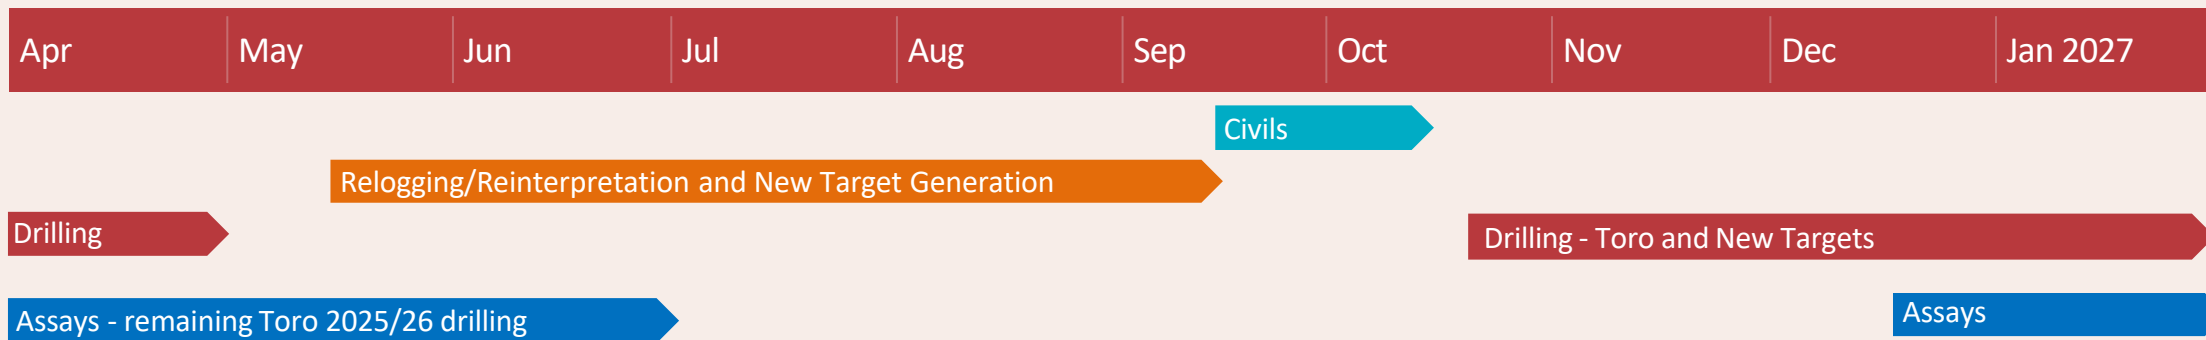 Apr May Jun Jul Aug Sep Oct Nov Dec Jan 2027
Civils
Relogging/Reinterpretation and New Target Generation
Drilling
Drilling - Toro and New Targets
Assays - remaining Toro 2025/26 drilling
Assays